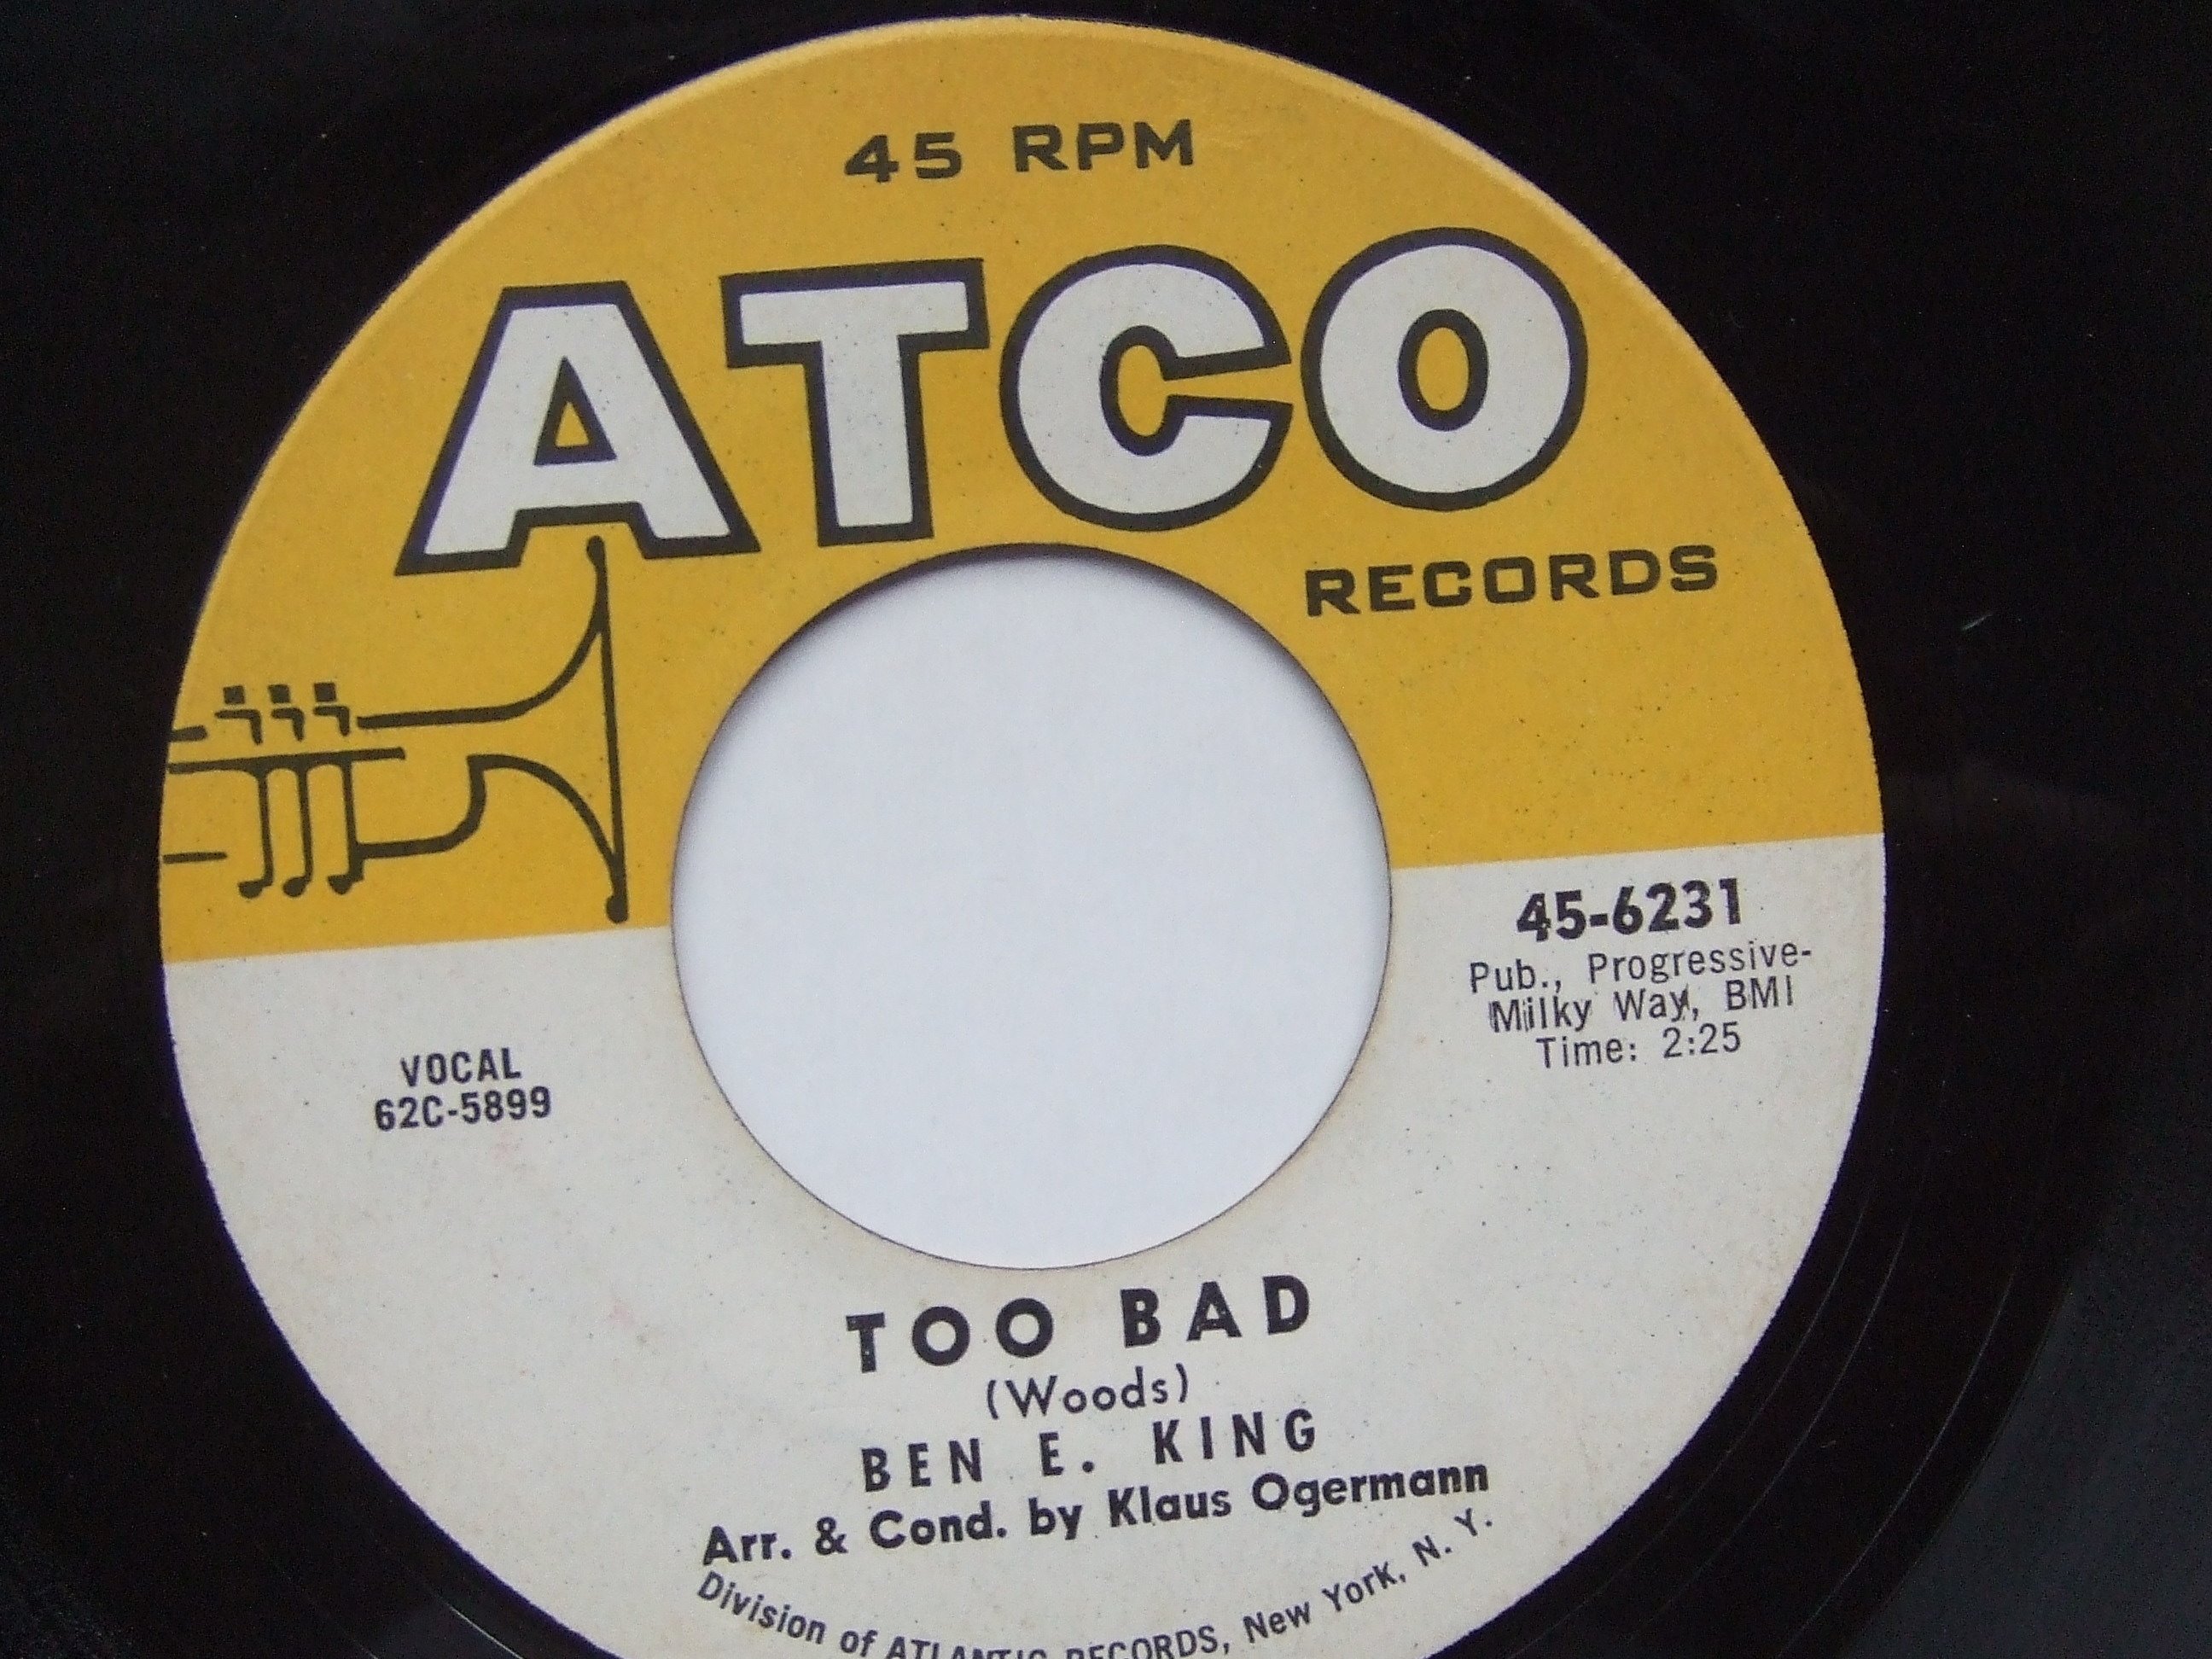 45 RPM
ATCO
RECORDS
45-6231
Pub., Progressive-
Milky Way, BMI
Time: 2:25
VOCAL
62C-5899
TOO BAD
(Woods)
BEN E. KING
Arr. & Cond. by Klaus Ogermann
Division of ATLANTIC RECORDS, New York, N. Y.